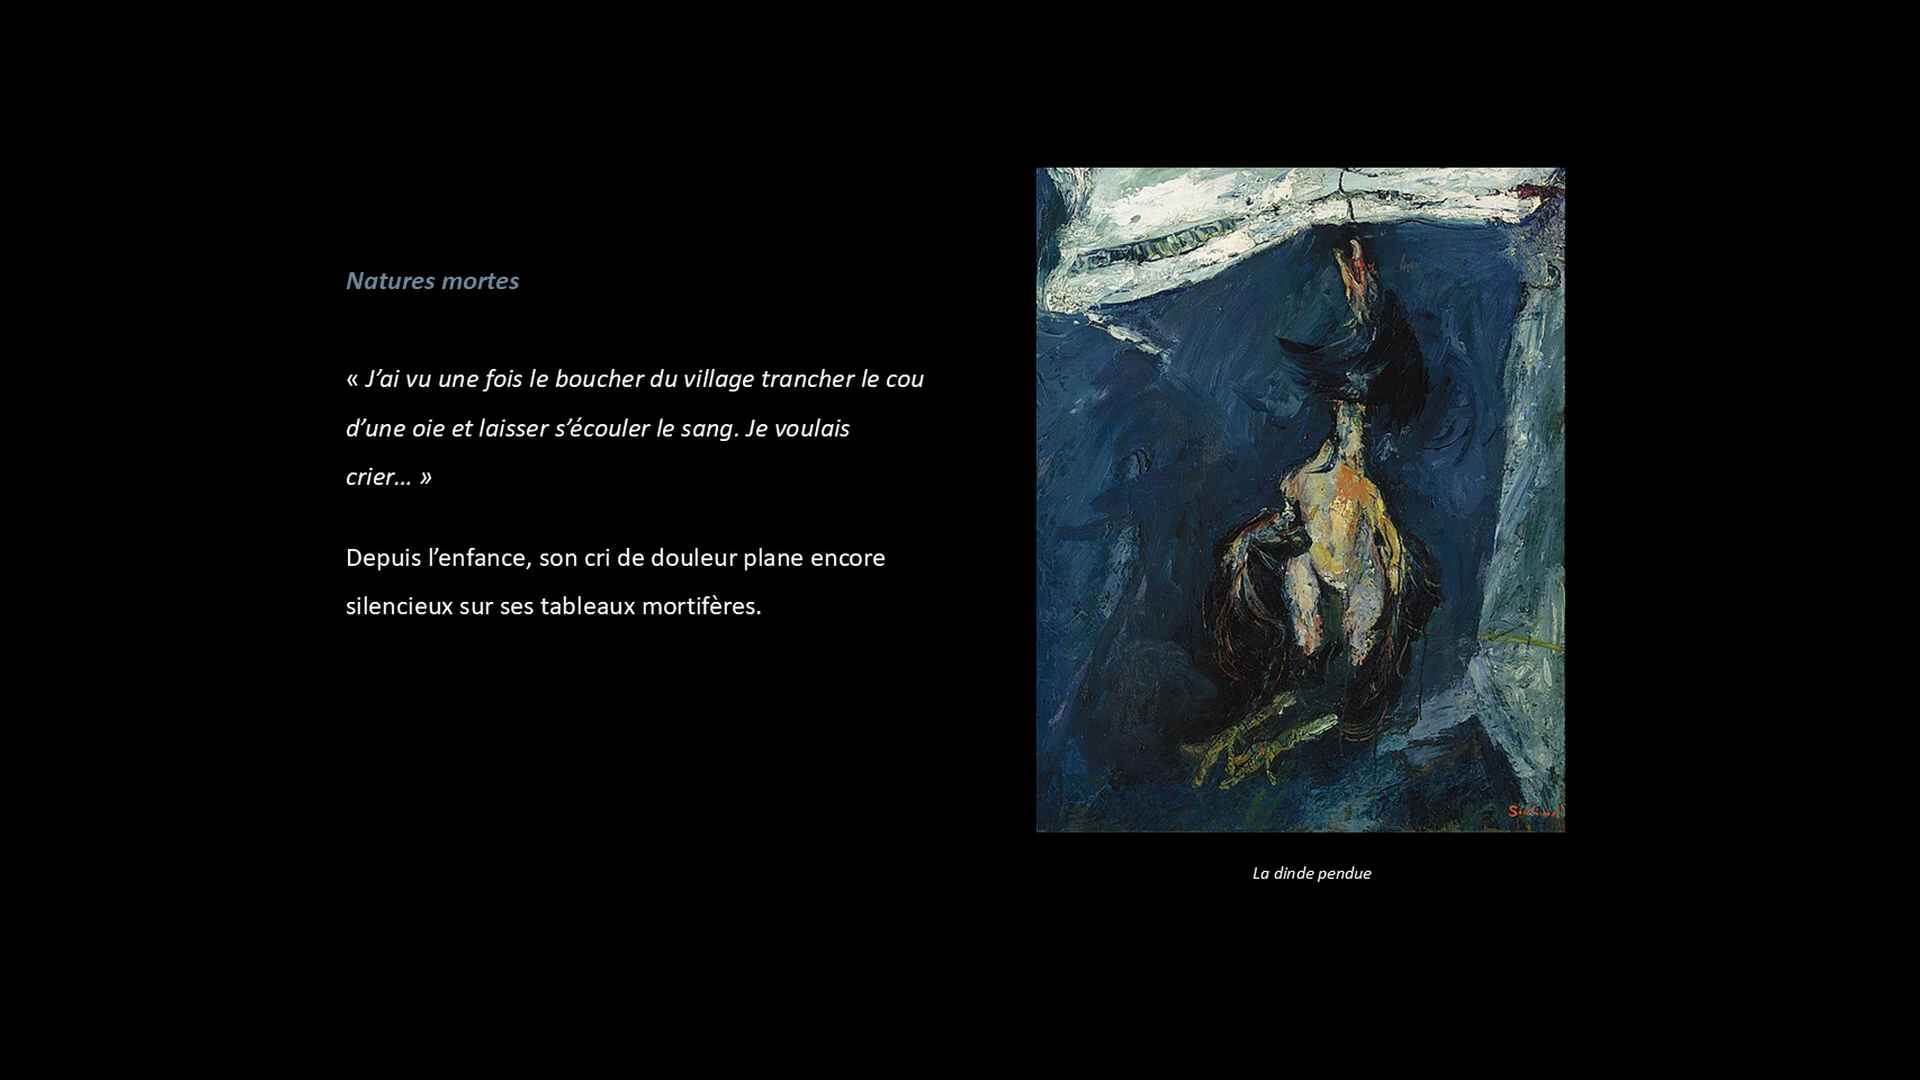 Natures mortes
« J’ai vu une fois le boucher du village trancher le cou
d’une oie et laisser s’écouler le sang. Je voulais
crier... »
Depuis l’enfance, son cri de douleur plane encore
silencieux sur ses tableaux mortifères.
La dinde pendue